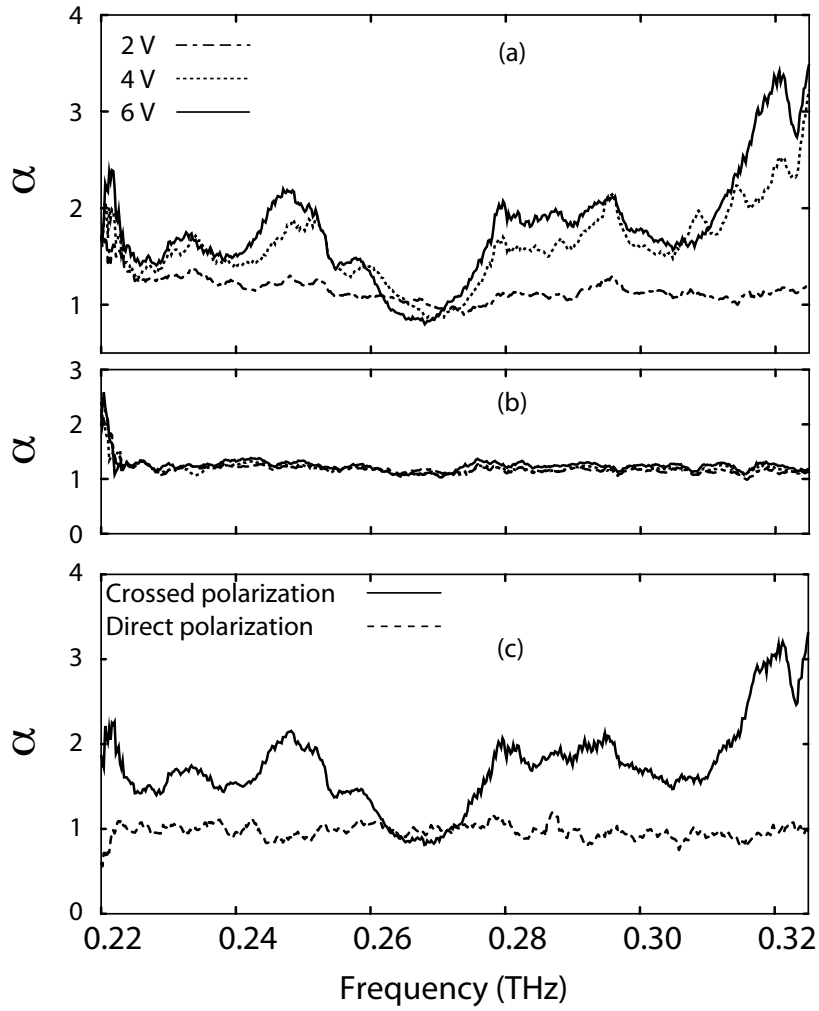 4
2 V
(a)
4 V
3
6 V
α
2
1
3
(b)
2
α
1
0
4
Crossed polarization
Direct polarization
(c)
3
α
2
1
0
0.22 0.24 0.26 0.28 0.30 0.32
Frequency (THz)